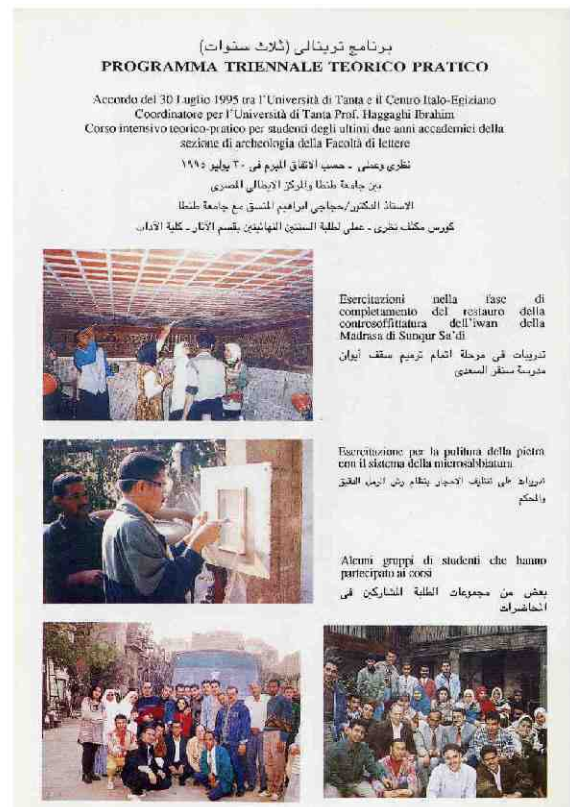 برنامج ترينالى (ثلاث سنوات)
PROGRAMMA TRIENNALE TEORICO PRATICO
Accordo del 30 Luglio 1995 tra l'Università di Tanta e il Centro Italo-Egiziano
Coordinatore per l'Università di Tanta Prof. Haggaghi Ibrahim
Corso intensivo teorico-pratico per studenti degli ultimi due anni accademici della
sezione di archeologia della Facoltà di lettere
نظرى وعملى - حسب الاتفاق المبرم فى ٣٠ يوليو ١٩٩٥
بين جامعة طنطا والمركز الايطالى المصرى
الاستاذ الدكتور/حجاجى ابراهيم المنسق مع جامعة طنطا
كورس مكثف نظرى - عملى لطلبة السنتين النهائيتين بقسم الآثار - كلية الآداب
Esercitazioni nella fase di
completamento del restauro della
controsoffittatura dell'iwan della
Madrasa di Sunqur Sa'di
تدريبات فى مرحلة اتمام ترميم سقف أيوان
مدرسة سنقر السعدى
Esercitazione per la pulitura della pietra
con il sistema della microsabbiatura
تدريبات على تنظيف الاحجار بنظام رش الرمل الدقيق
والمحكم
Alcuni gruppi di studenti che hanno
partecipato ai corsi
بعض من مجموعات الطلبة المشاركين فى
المحاضرات